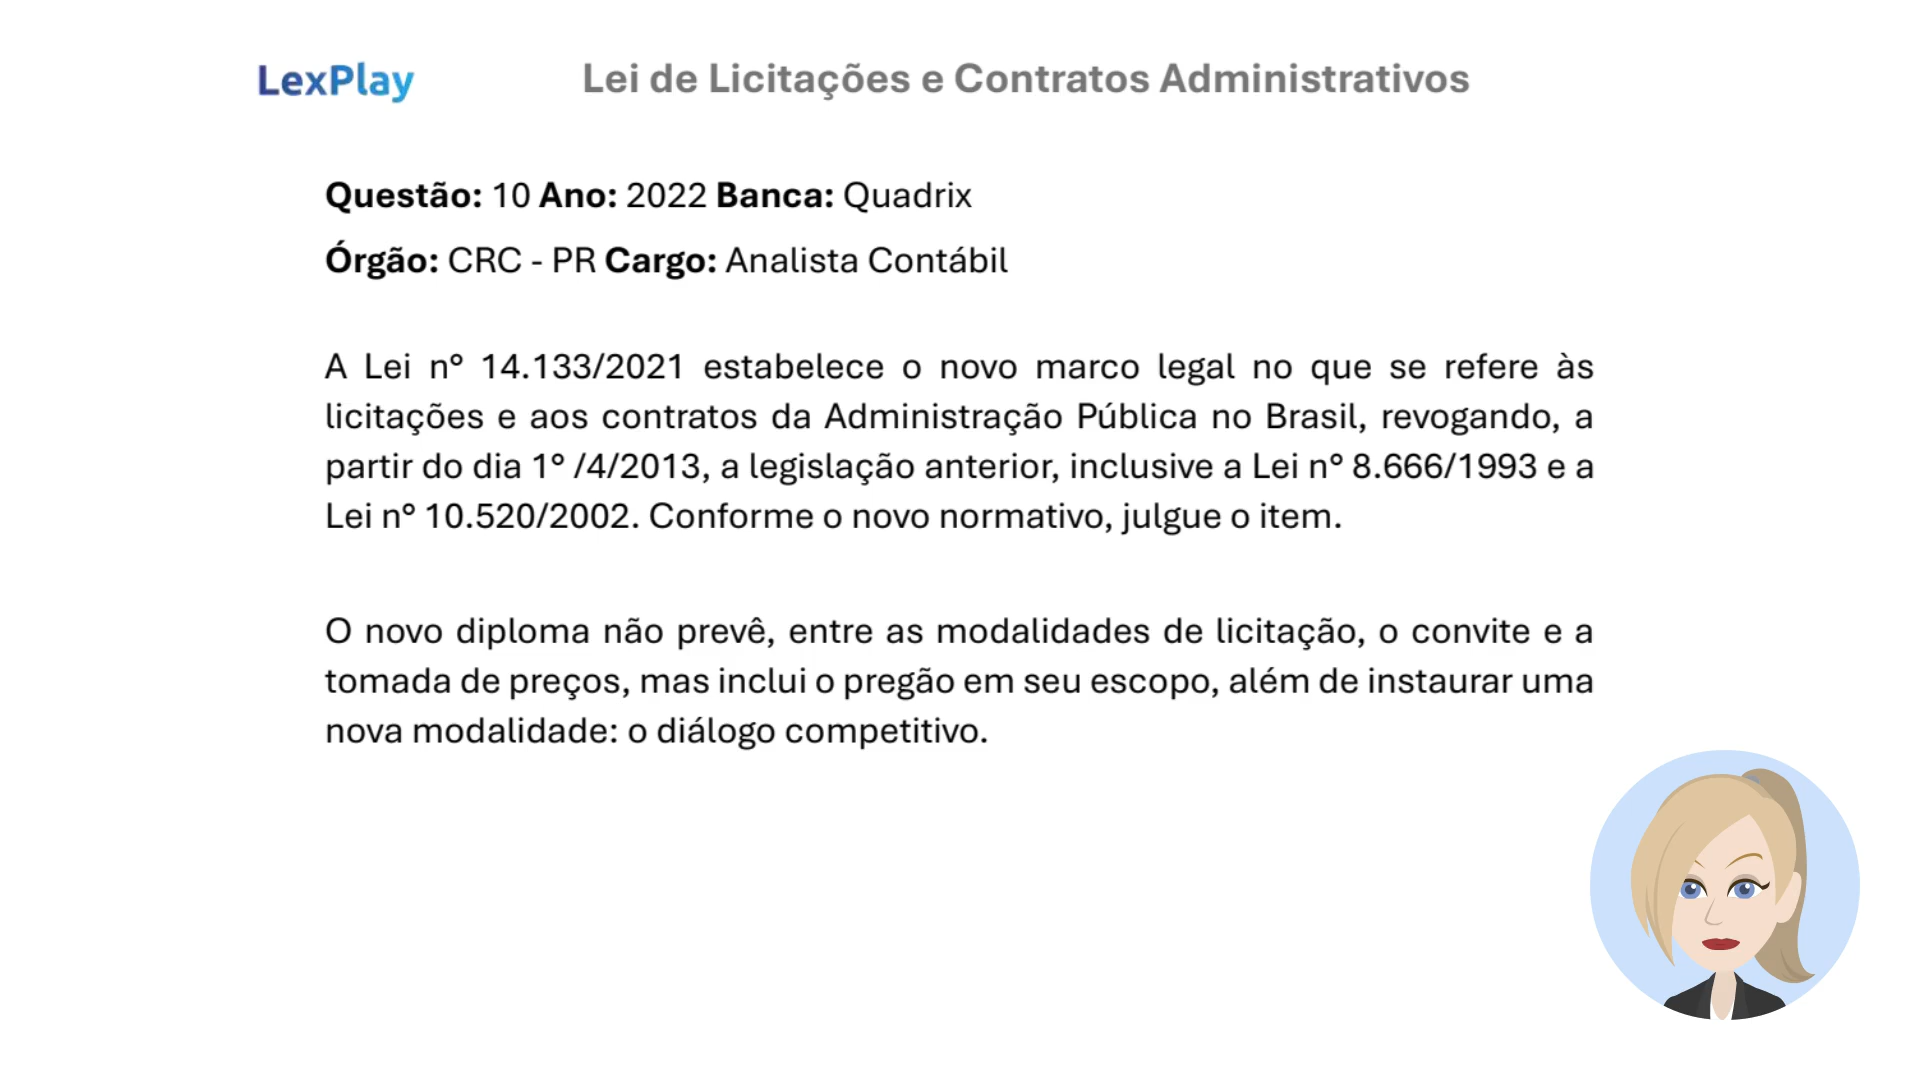 LexPlay
Lei de Licitações e Contratos Administrativos
Questão: 10 Ano: 2022 Banca: Quadrix
Órgão: CRC - PR Cargo: Analista Contábil
A Lei nº 14.133/2021 estabelece o novo marco legal no que se refere às
licitações e aos contratos da Administração Pública no Brasil, revogando, a
partir do dia 1° /4/2013, a legislação anterior, inclusive a Lei nº 8.666/1993 e a
Lei nº 10.520/2002. Conforme o novo normativo, julgue o item.
O novo diploma não prevê, entre as modalidades de licitação, o convite e a
tomada de preços, mas inclui o pregão em seu escopo, além de instaurar uma
nova modalidade: o diálogo competitivo.